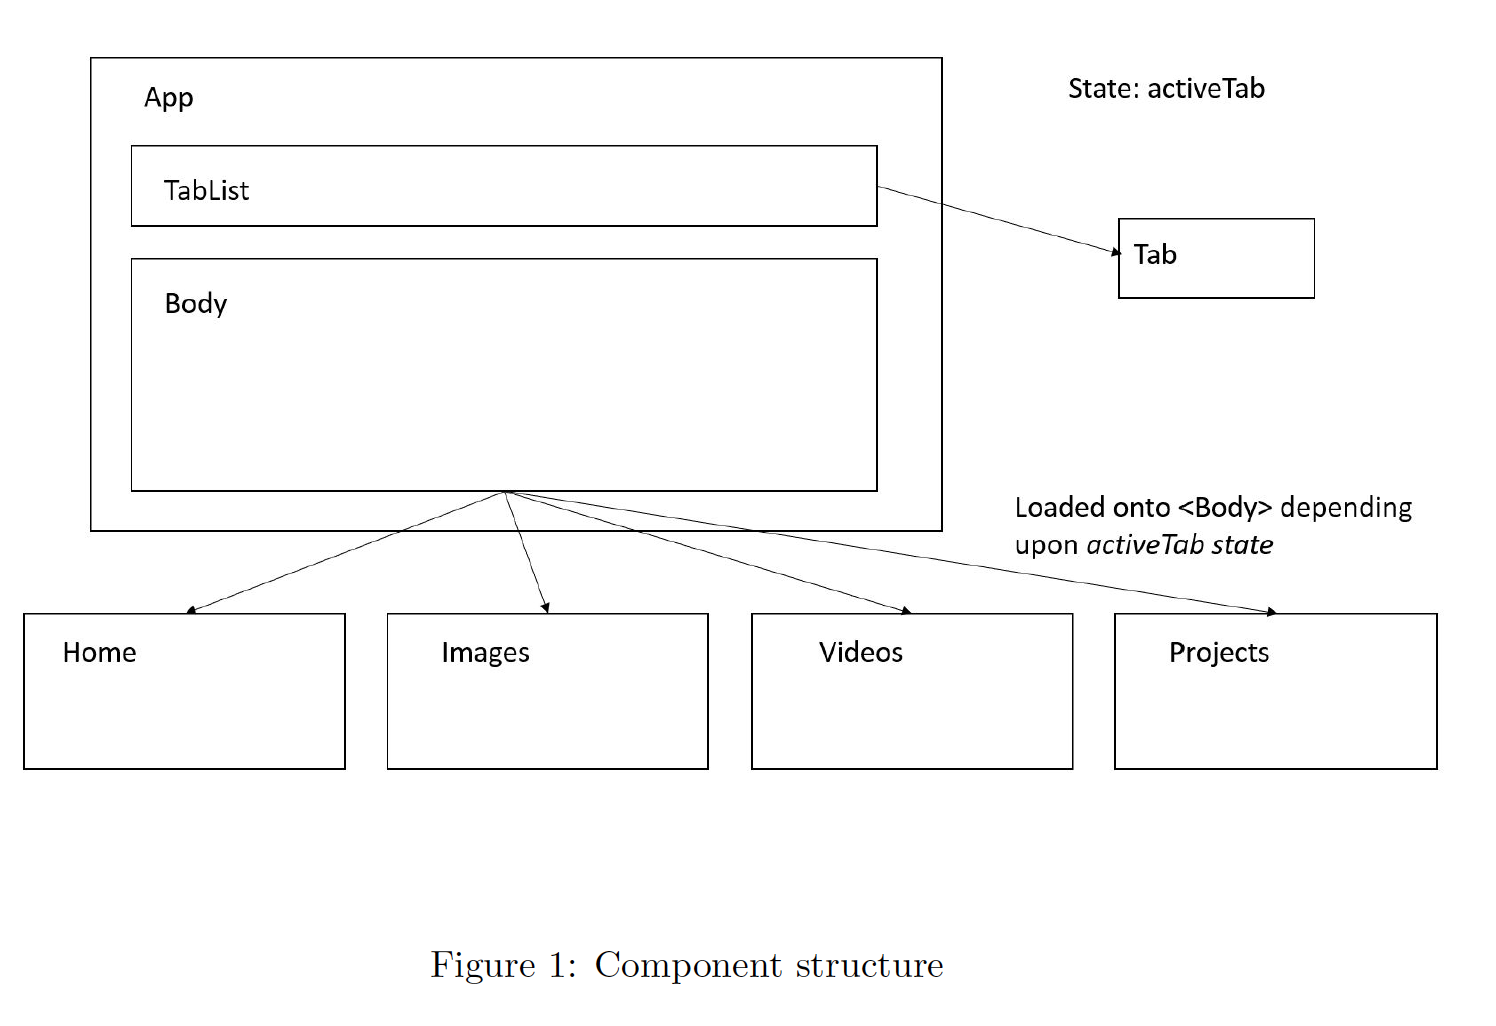 App
State: activeTab
TabList
Tab
Body
Loaded onto <Body> depending
upon activeTab state
Home
Images
Videos
Projects
Figure 1: Component structure